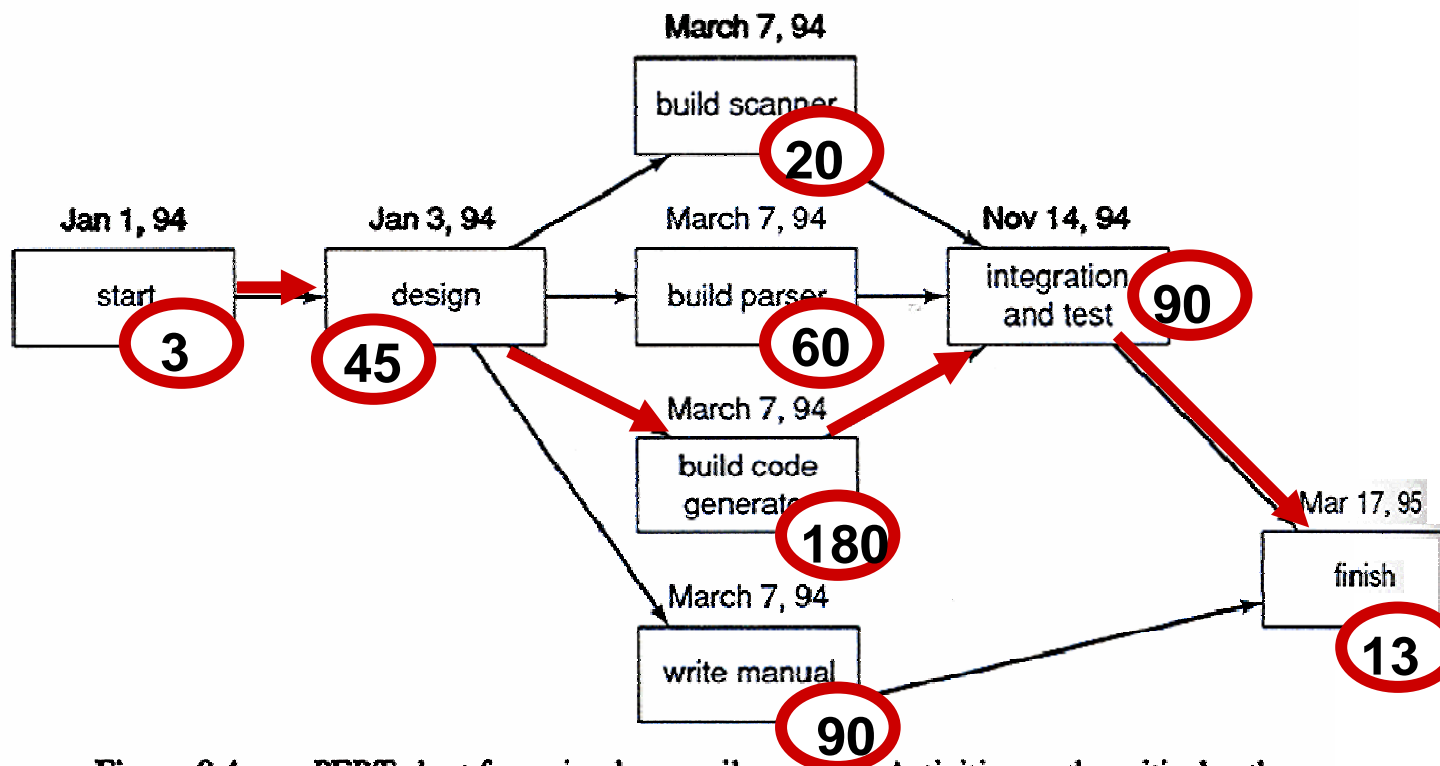 March 7, 94
build scanner
20
Jan 1, 94
Jan 3, 94
March 7, 94
Nov 14, 94
start
design
build parser
integration
and test
3
45
60
90
March 7, 94
build code
180
Mar 17, 95
finish
March 7, 94
13
write manual
90